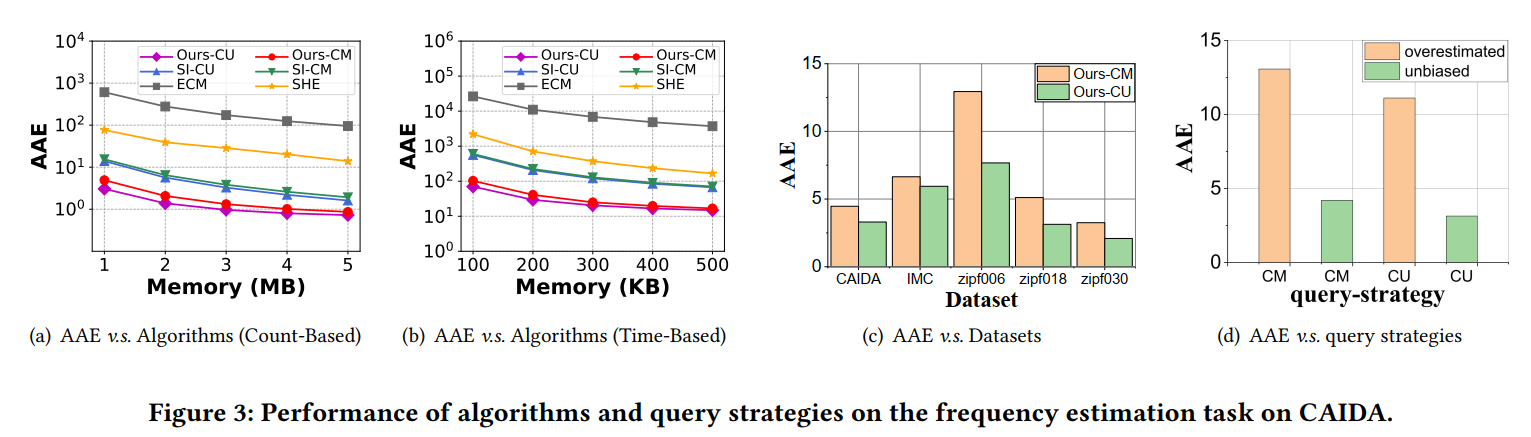 10^4
10^3
10^2
10^1
10^0
AAE
Ours-CU
Ours-CM
SI-CU
SI-CM
ECM
SHE
1 2 3 4 5
Memory (MB)
(a) AAE v.s. Algorithms (Count-Based)
10^6
10^5
10^4
10^3
10^2
10^1
10^0
AAE
Ours-CU
Ours-CM
SI-CU
SI-CM
ECM
SHE
100 200 300 400 500
Memory (KB)
(b) AAE v.s. Algorithms (Time-Based)
15
10
5
0
AAE
Ours-CM
Ours-CU
CAIDA IMC zipf006 zipf018 zipf030
Dataset
(c) AAE v.s. Datasets
15
10
5
0
AAE
overestimated
unbiased
CM CM CU CU
query-strategy
(d) AAE v.s. query strategies
Figure 3: Performance of algorithms and query strategies on the frequency estimation task on CAIDA.